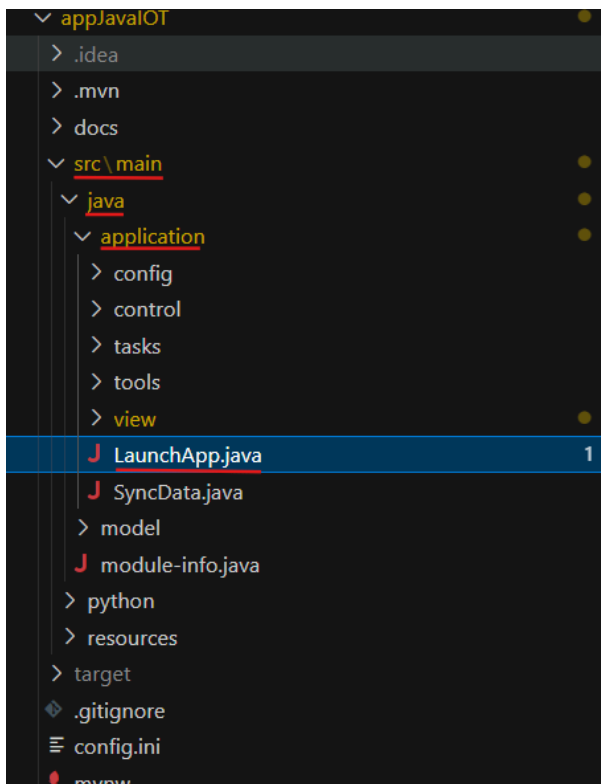 appJavaIOT
.idea
.mvn
docs
src\main
java
application
config
control
tasks
tools
view
LaunchApp.java 1
SyncData.java
model
module-info.java
python
resources
target
.gitignore
config.ini
mvnw